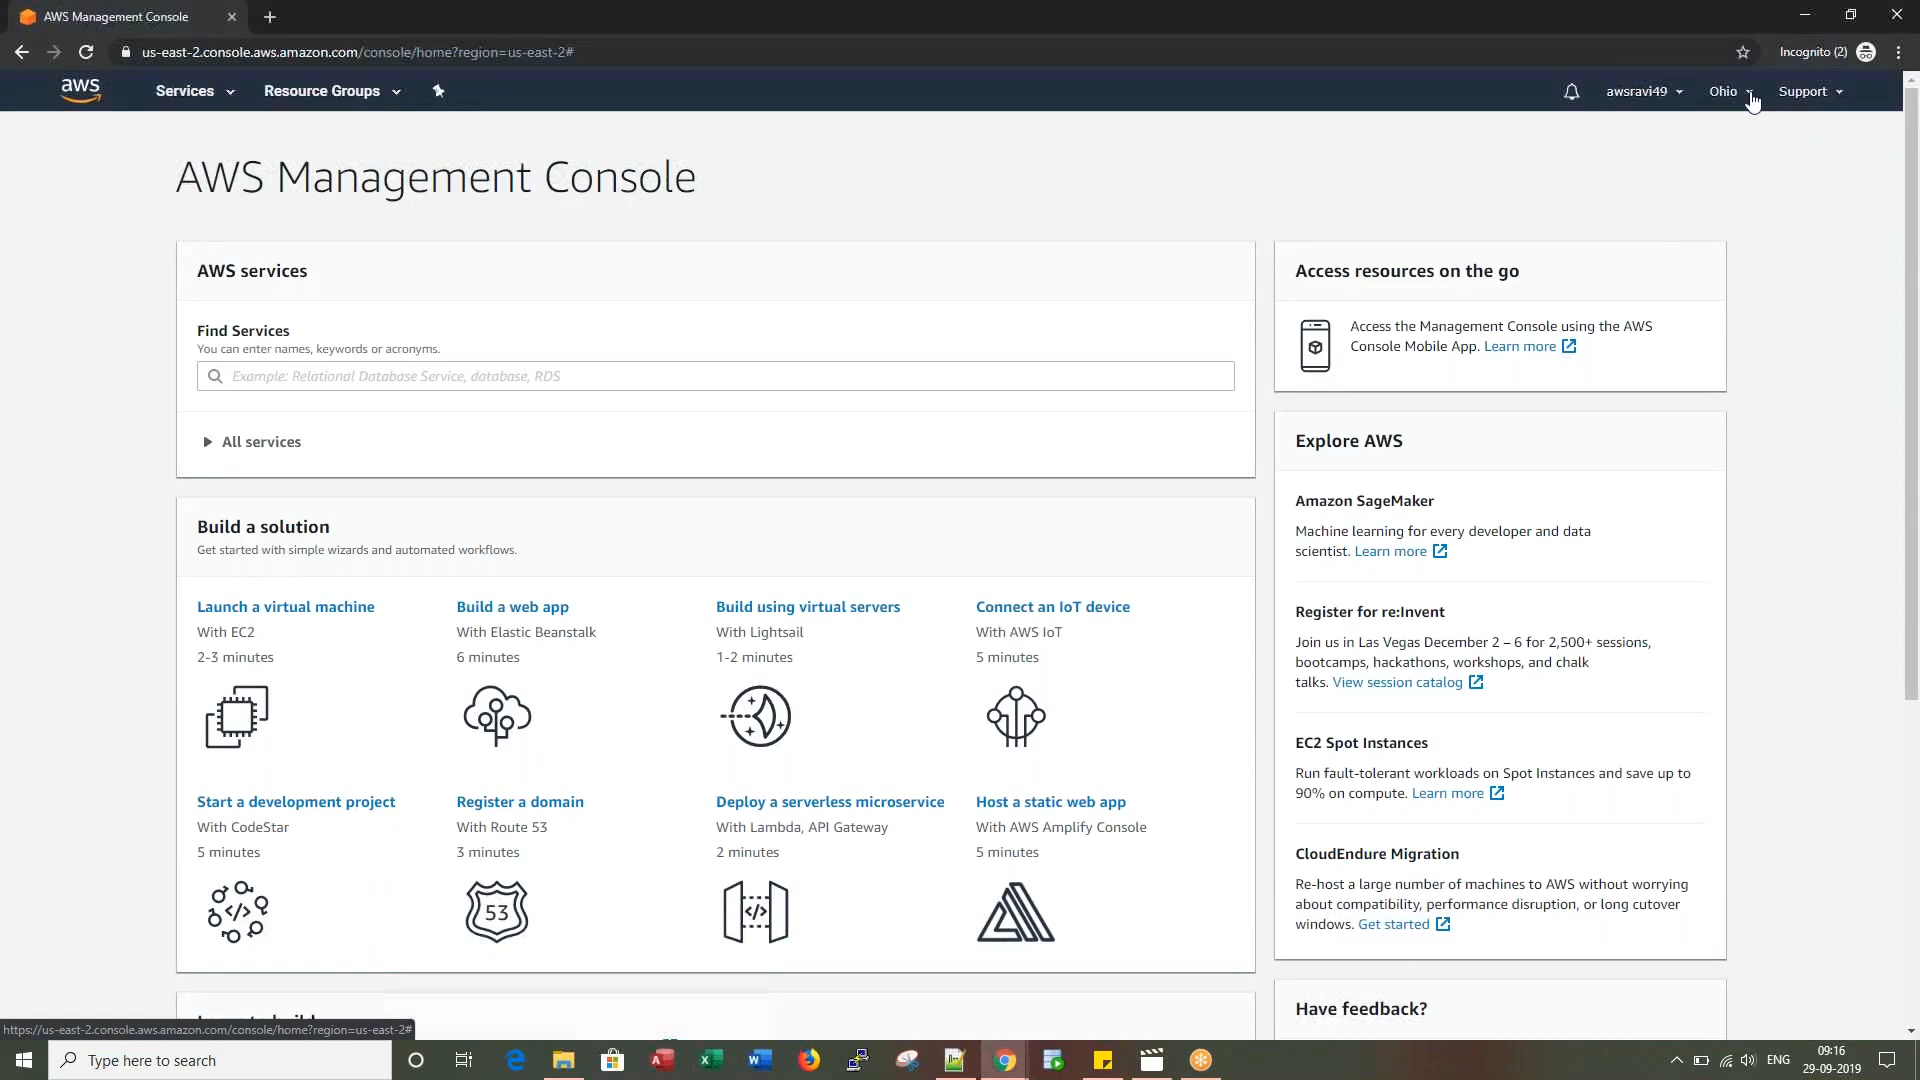 AWS Management Console
us-east-2.console.aws.amazon.com/console/home?region=us-east-2#
Incognito (2)
aws
Services
Resource Groups
awsravi49
Ohio
Support
AWS Management Console
AWS services
Find Services
You can enter names, keywords or acronyms.
Example: Relational Database Service, database, RDS
All services
Build a solution
Get started with simple wizards and automated workflows.
Launch a virtual machine
With EC2
2-3 minutes
Build a web app
With Elastic Beanstalk
6 minutes
Build using virtual servers
With Lightsail
1-2 minutes
Connect an IoT device
With AWS IoT
5 minutes
Start a development project
With CodeStar
5 minutes
Register a domain
With Route 53
3 minutes
53
Deploy a serverless microservice
With Lambda, API Gateway
2 minutes
Host a static web app
With AWS Amplify Console
5 minutes
Access resources on the go
Access the Management Console using the AWS
Console Mobile App. Learn more
Explore AWS
Amazon SageMaker
Machine learning for every developer and data
scientist. Learn more
Register for re:Invent
Join us in Las Vegas December 2 – 6 for 2,500+ sessions,
bootcamps, hackathons, workshops, and chalk
talks. View session catalog
EC2 Spot Instances
Run fault-tolerant workloads on Spot Instances and save up to
90% on compute. Learn more
CloudEndure Migration
Re-host a large number of machines to AWS without worrying
about compatibility, performance disruption, or long cutover
windows. Get started
Have feedback?
https://us-east-2.console.aws.amazon.com/console/home?region=us-east-2#
Type here to search
ENG
09:16
29-09-2019